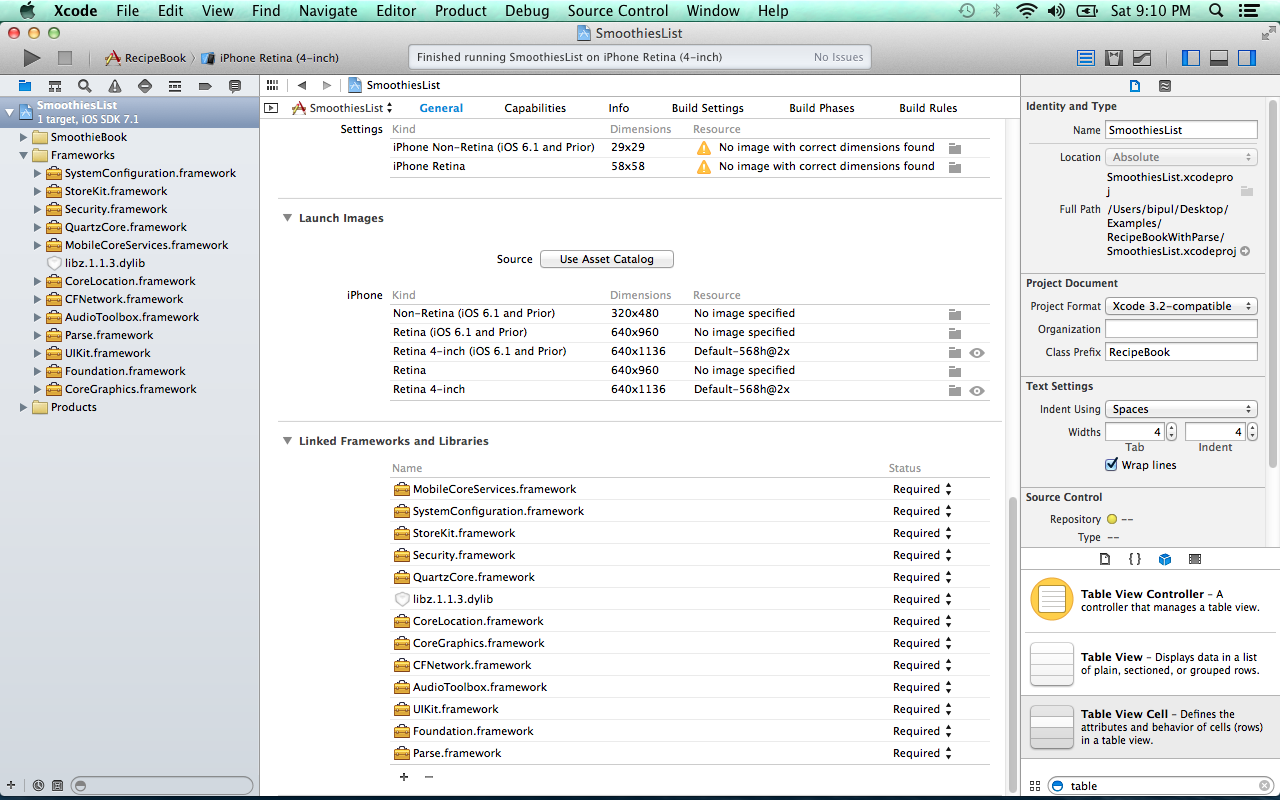 Xcode File Edit View Find Navigate Editor Product Debug Source Control Window Help Sat 9:10 PM
SmoothiesList
RecipeBook iPhone Retina (4-inch)
Finished running SmoothiesList on iPhone Retina (4-inch) No Issues
SmoothiesList
1 target, iOS SDK 7.1
SmoothieBook
Frameworks
SystemConfiguration.framework
StoreKit.framework
Security.framework
QuartzCore.framework
MobileCoreServices.framework
libz.1.1.3.dylib
CoreLocation.framework
CFNetwork.framework
AudioToolbox.framework
Parse.framework
UIKit.framework
Foundation.framework
CoreGraphics.framework
Products
SmoothiesList
SmoothiesList General Capabilities Info Build Settings Build Phases Build Rules
Settings Kind Dimensions Resource
iPhone Non-Retina (iOS 6.1 and Prior) 29x29 No image with correct dimensions found
iPhone Retina 58x58 No image with correct dimensions found
Launch Images
Source Use Asset Catalog
iPhone Kind Dimensions Resource
Non-Retina (iOS 6.1 and Prior) 320x480 No image specified
Retina (iOS 6.1 and Prior) 640x960 No image specified
Retina 4-inch (iOS 6.1 and Prior) 640x1136 Default-568h@2x
Retina 640x960 No image specified
Retina 4-inch 640x1136 Default-568h@2x
Linked Frameworks and Libraries
Name Status
MobileCoreServices.framework Required
SystemConfiguration.framework Required
StoreKit.framework Required
Security.framework Required
QuartzCore.framework Required
libz.1.1.3.dylib Required
CoreLocation.framework Required
CoreGraphics.framework Required
CFNetwork.framework Required
AudioToolbox.framework Required
UIKit.framework Required
Foundation.framework Required
Parse.framework Required
+ −
Identity and Type
Name SmoothiesList
Location Absolute
SmoothiesList.xcodepro
j
Full Path /Users/bipul/Desktop/
Examples/
RecipeBookWithParse/
SmoothiesList.xcodeproj
Project Document
Project Format Xcode 3.2-compatible
Organization
Class Prefix RecipeBook
Text Settings
Indent Using Spaces
Widths 4 4
Tab Indent
Wrap lines
Source Control
Repository --
Type --
{ }
Table View Controller – A
controller that manages a table view.
Table View – Displays data in a list
of plain, sectioned, or grouped rows.
Table View Cell – Defines the
attributes and behavior of cells (rows)
in a table view.
table